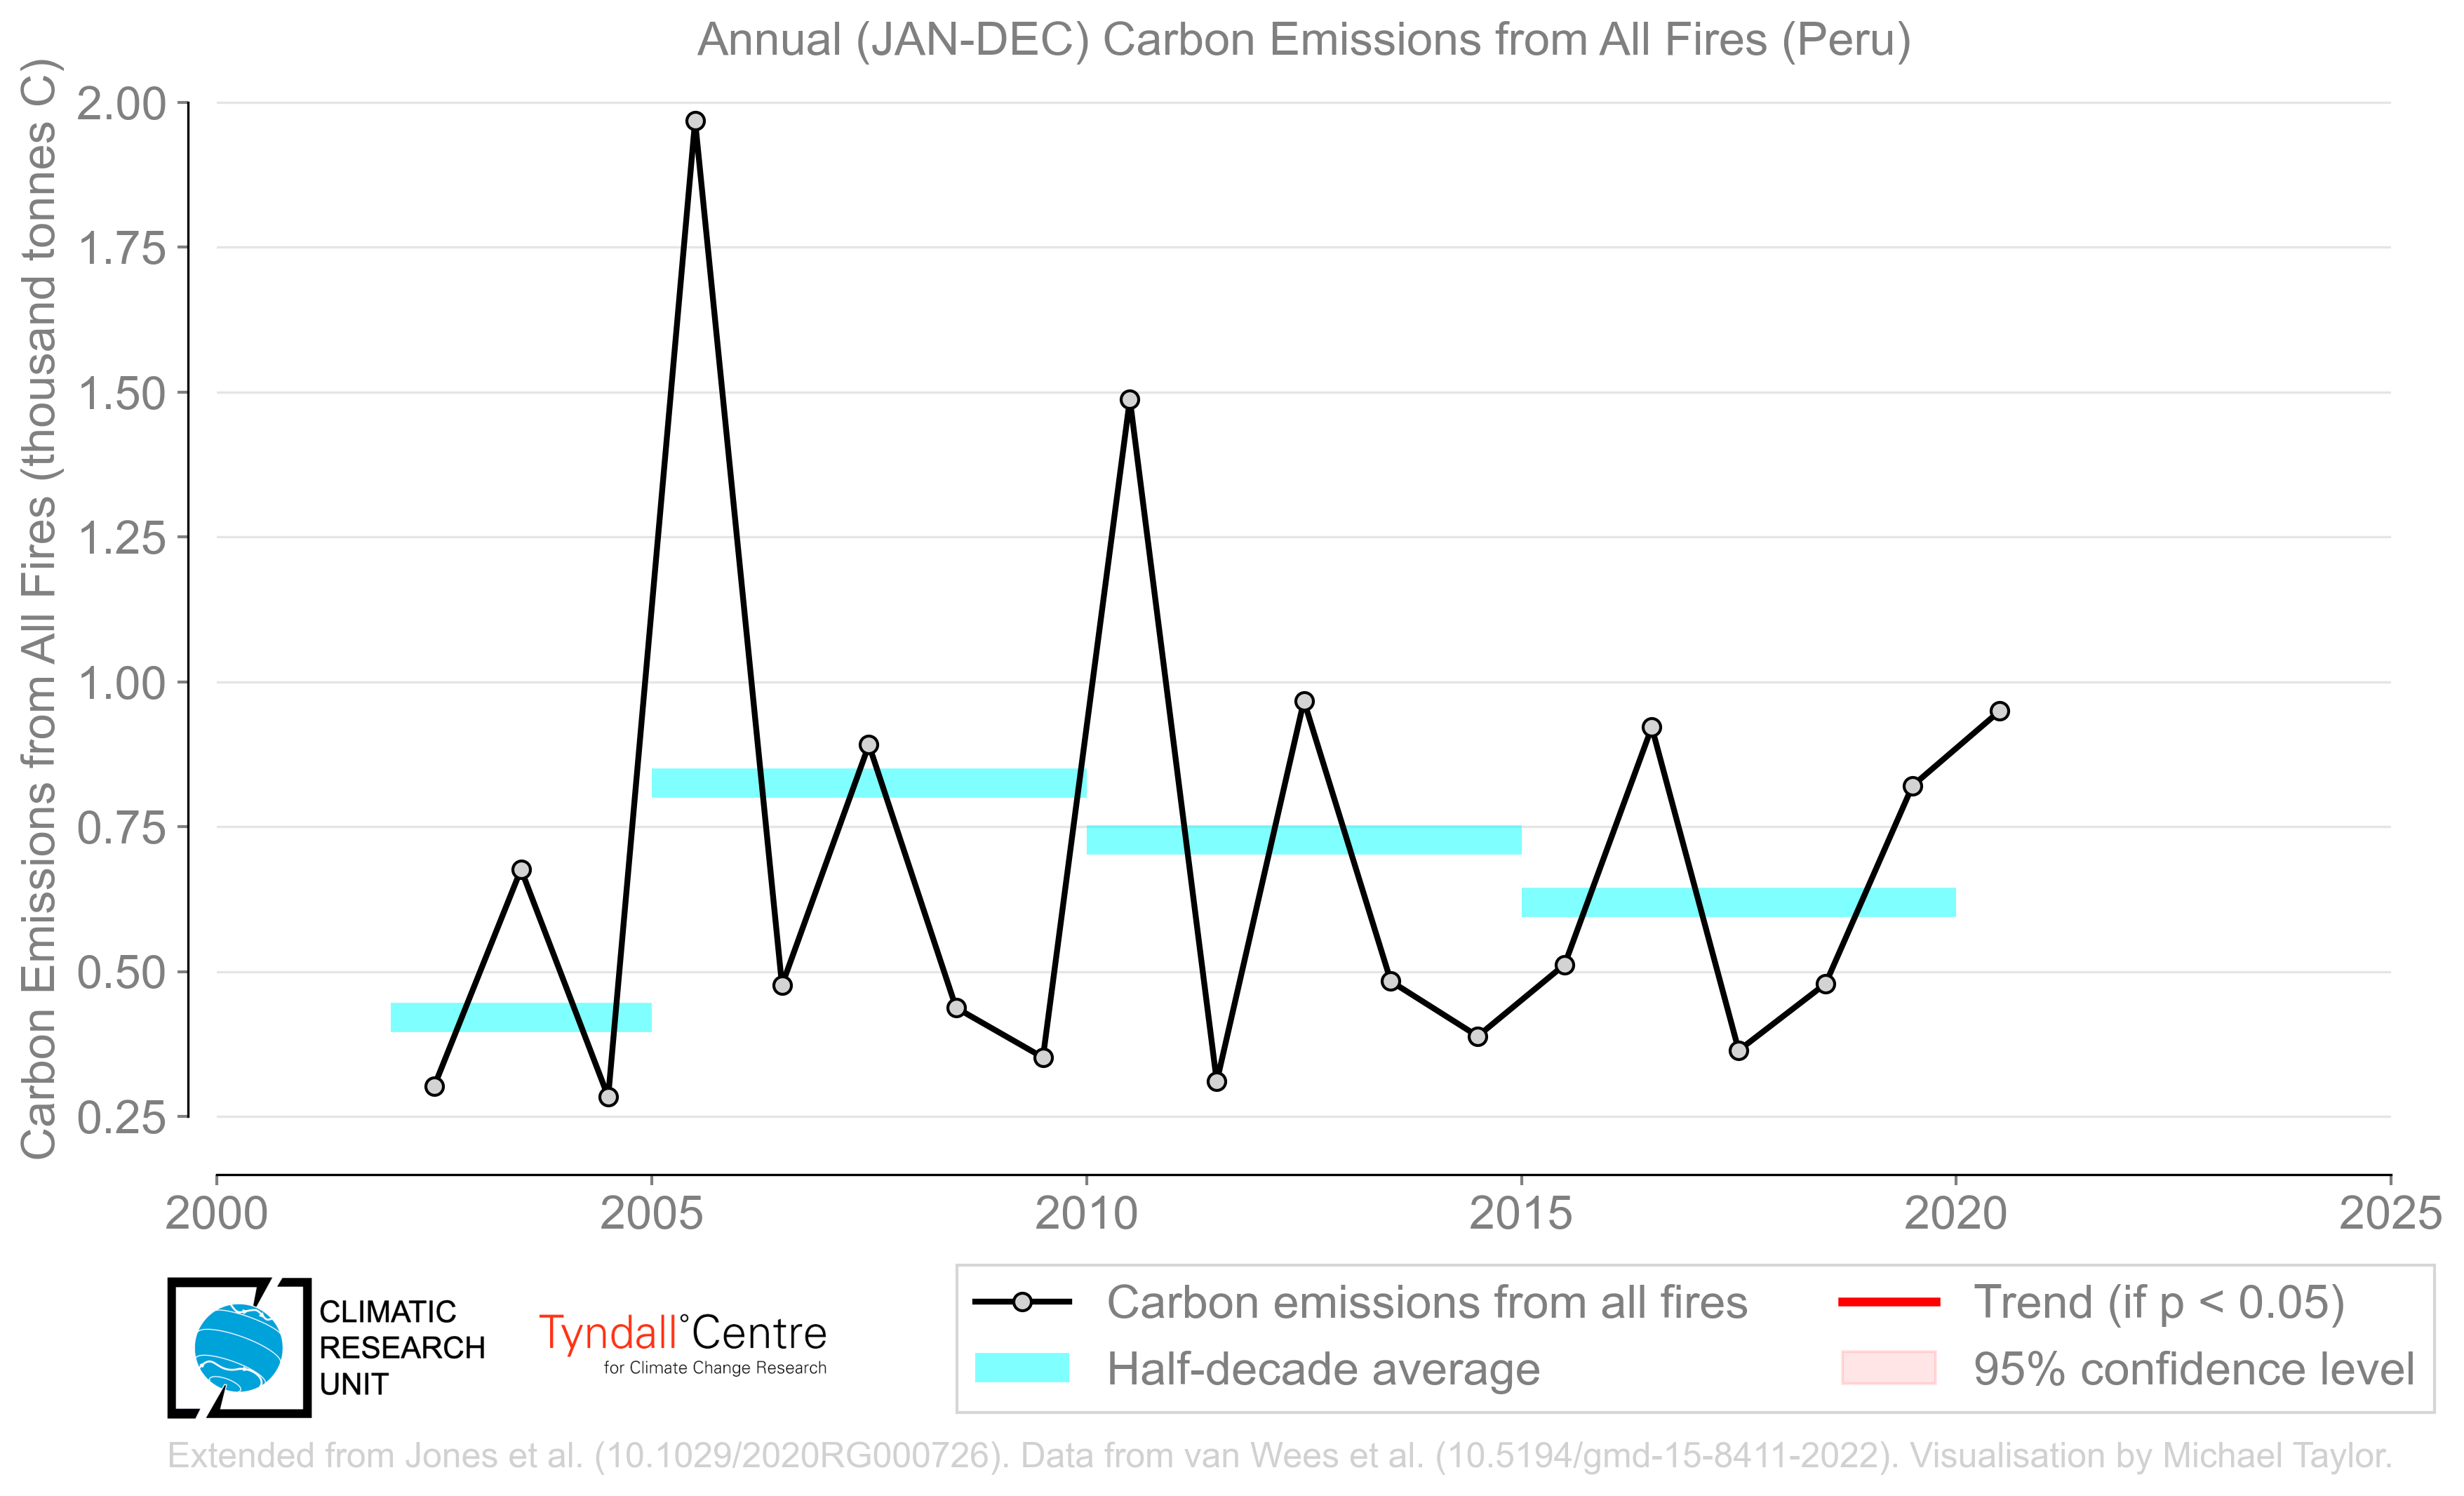 Annual (JAN-DEC) Carbon Emissions from All Fires (Peru)
Carbon Emissions from All Fires (thousand tonnes C)
2.00
1.75
1.50
1.25
1.00
0.75
0.50
0.25
2000
2005
2010
2015
2020
2025
CLIMATIC
RESEARCH
UNIT
Tyndall°Centre
for Climate Change Research
Carbon emissions from all fires
Half-decade average
Trend (if p < 0.05)
95% confidence level
Extended from Jones et al. (10.1029/2020RG000726). Data from van Wees et al. (10.5194/gmd-15-8411-2022). Visualisation by Michael Taylor.